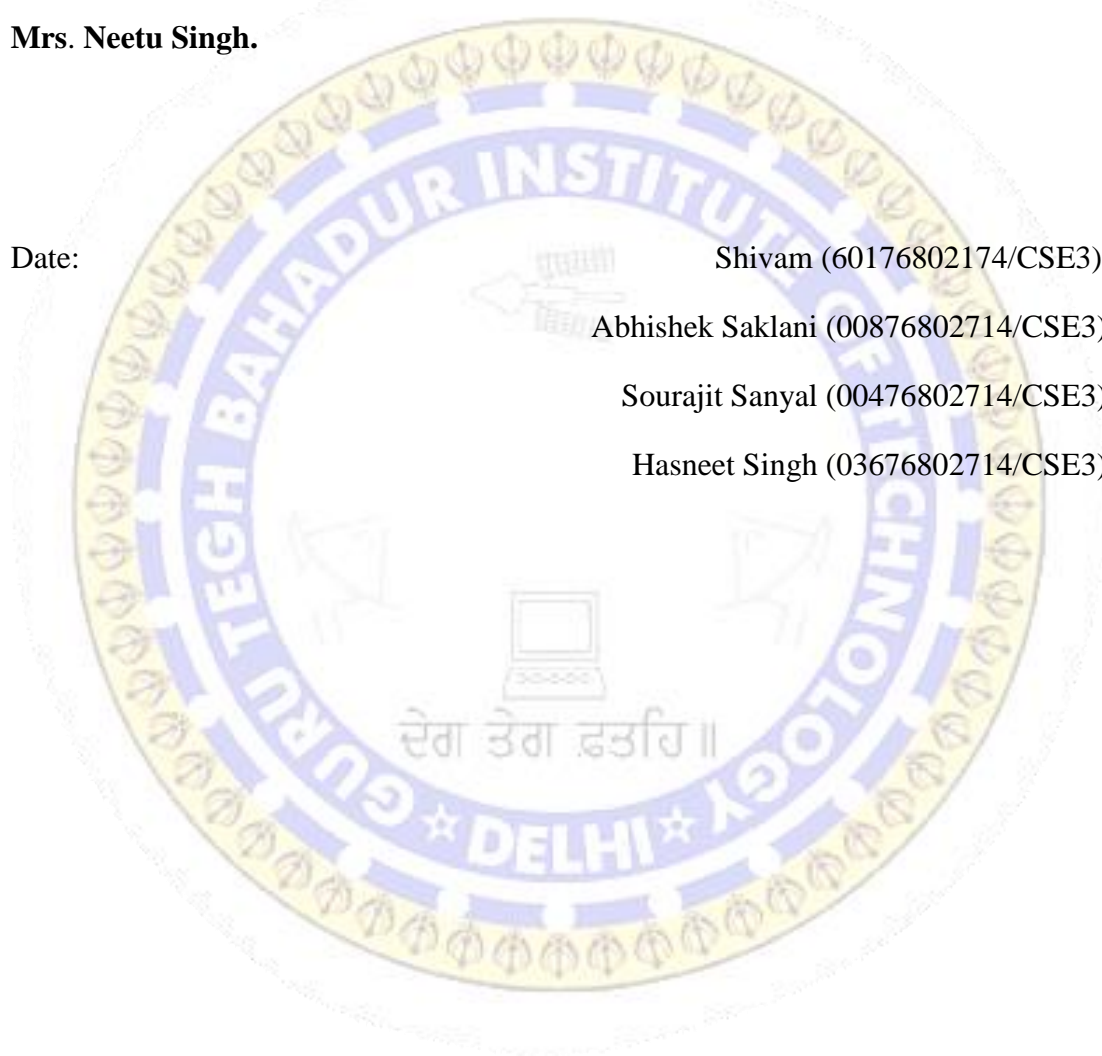 Mrs. Neetu Singh.
Date:
Shivam (60176802174/CSE3)
Abhishek Saklani (00876802714/CSE3)
Sourajit Sanyal (00476802714/CSE3)
Hasneet Singh (03676802714/CSE3)
GURU TEGH BAHADUR INSTITUTE OF TECHNOLOGY
ਦੇਗ ਤੇਗ ਫ਼ਤਹਿ॥
☆ DELHI ☆